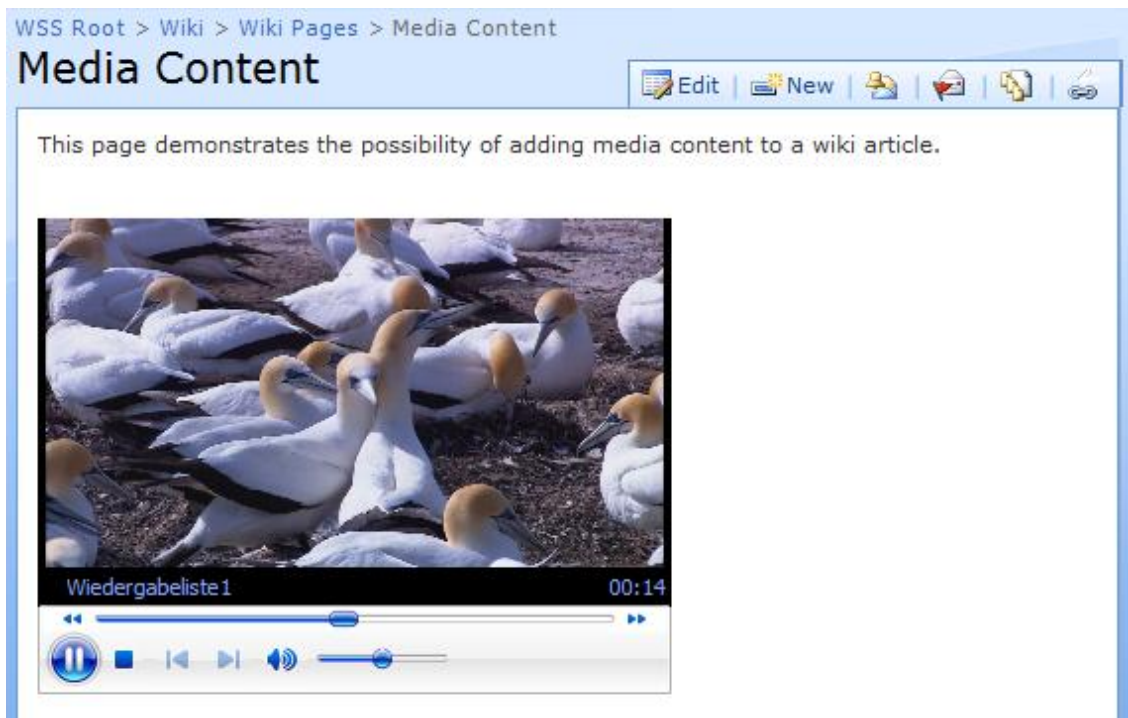 WSS Root > Wiki > Wiki Pages > Media Content
Media Content
Edit | New
This page demonstrates the possibility of adding media content to a wiki article.
Wiedergabeliste1 00:14